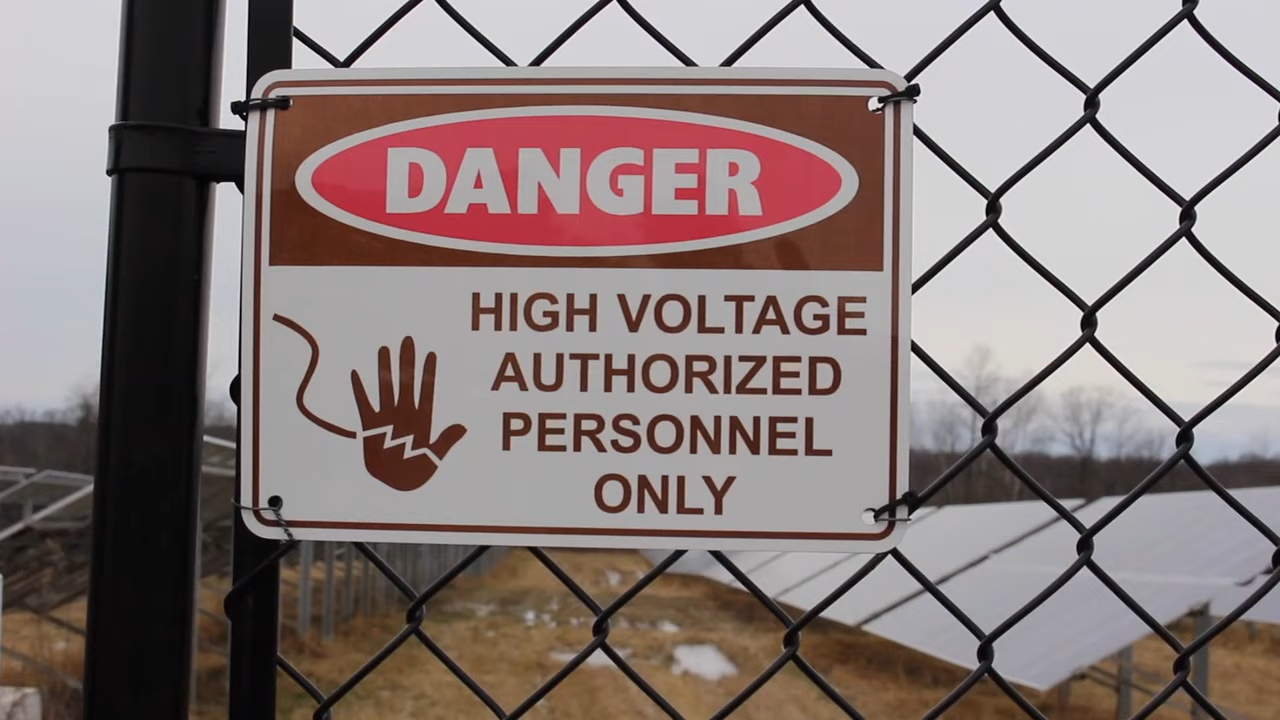 DANGER
HIGH VOLTAGE
AUTHORIZED
PERSONNEL
ONLY